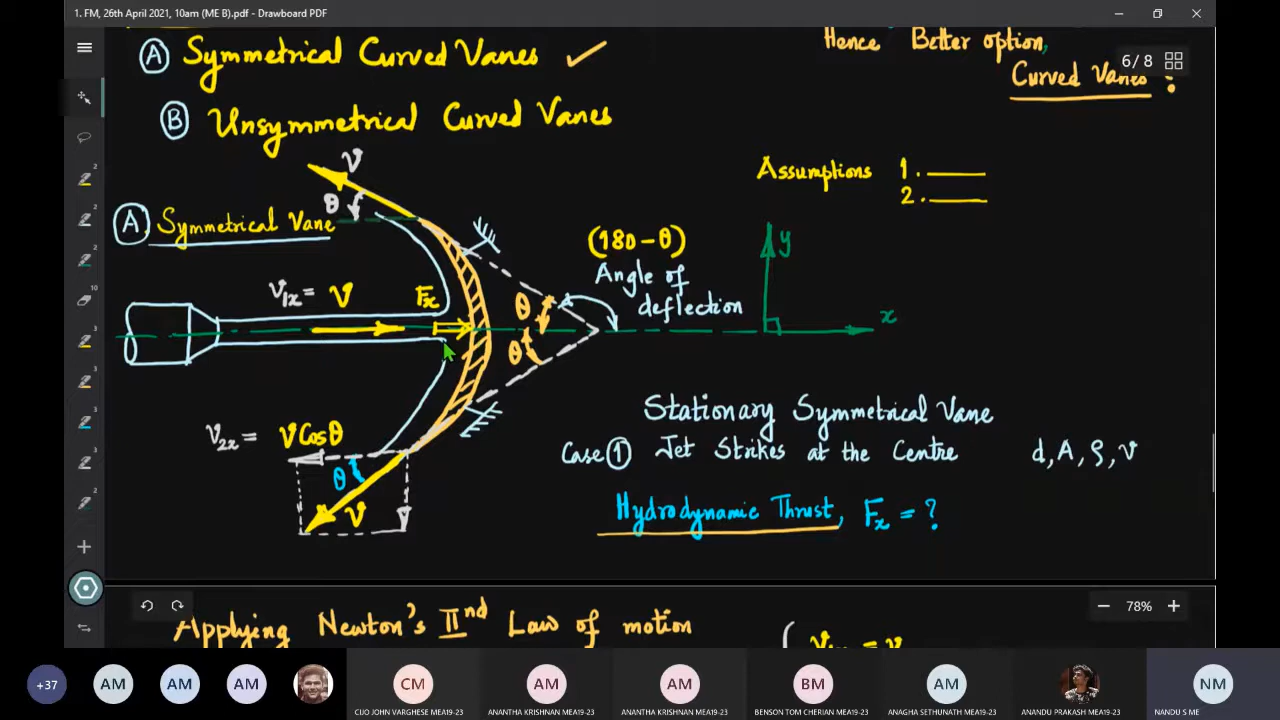 1. FM, 26th April 2021, 10am (ME B).pdf - Drawboard PDF
Hence Better option,
Curved Vanes :
6 / 8
(A) Symmetrical Curved Vanes ✓
(B) Unsymmetrical Curved Vanes
Assumptions 1. ____
2. ____
V
θ
(A) Symmetrical Vane
(180 - θ)
Angle of
deflection
y
x
V1x = V
Fx
θ
θ
V2x = V Cosθ
θ
V
Stationary Symmetrical Vane
Case (1) Jet Strikes at the Centre d, A, ρ, v
Hydrodynamic Thrust, Fx = ?
78%
Applying Newton's IInd Law of motion
+37
AM
AM
AM
CM
AM
AM
BM
AM
NM
CIJO JOHN VARGHESE MEA19-23
ANANTHA KRISHNAN MEA19-23
ANANTHA KRISHNAN MEA19-23
BENSON TOM CHERIAN MEA19-23
ANAGHA SETHUNATH MEA19-23
ANANDU PRAKASH MEA19-23
NANDU S ME